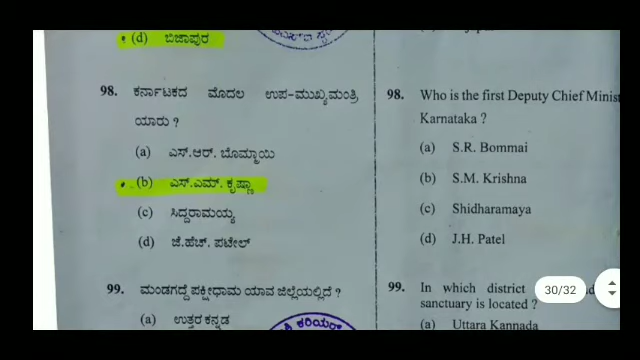 (d) ಬಿಜಾಪುರ
98. ಕರ್ನಾಟಕದ ಮೊದಲ ಉಪ-ಮುಖ್ಯಮಂತ್ರಿ
ಯಾರು ?
(a) ಎಸ್.ಆರ್. ಬೊಮ್ಮಾಯಿ
(b) ಎಸ್.ಎಮ್. ಕೃಷ್ಣಾ
(c) ಸಿದ್ದರಾಮಯ್ಯ
(d) ಜೆ.ಹೆಚ್. ಪಟೇಲ್
99. ಮಂಡಗದ್ದೆ ಪಕ್ಷೀಧಾಮ ಯಾವ ಜಿಲ್ಲೆಯಲ್ಲಿದೆ ?
(a) ಉತ್ತರ ಕನ್ನಡ
98. Who is the first Deputy Chief Minist
Karnataka ?
(a) S.R. Bommai
(b) S.M. Krishna
(c) Shidharamaya
(d) J.H. Patel
99. In which district
sanctuary is located ?
(a) Uttara Kannada
30/32